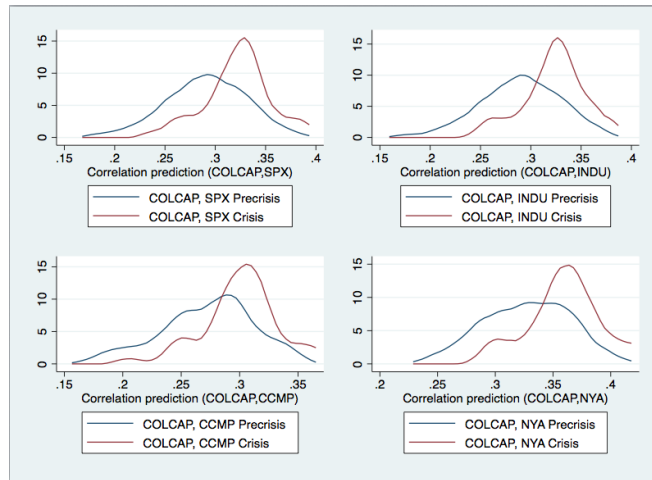 15
10
5
0
.15 .2 .25 .3 .35 .4
Correlation prediction (COLCAP,SPX)
COLCAP, SPX Precrisis
COLCAP, SPX Crisis
15
10
5
0
.15 .2 .25 .3 .35 .4
Correlation prediction (COLCAP,INDU)
COLCAP, INDU Precrisis
COLCAP, INDU Crisis
15
10
5
0
.15 .2 .25 .3 .35
Correlation prediction (COLCAP,CCMP)
COLCAP, CCMP Precrisis
COLCAP, CCMP Crisis
15
10
5
0
.2 .25 .3 .35 .4
Correlation prediction (COLCAP,NYA)
COLCAP, NYA Precrisis
COLCAP, NYA Crisis